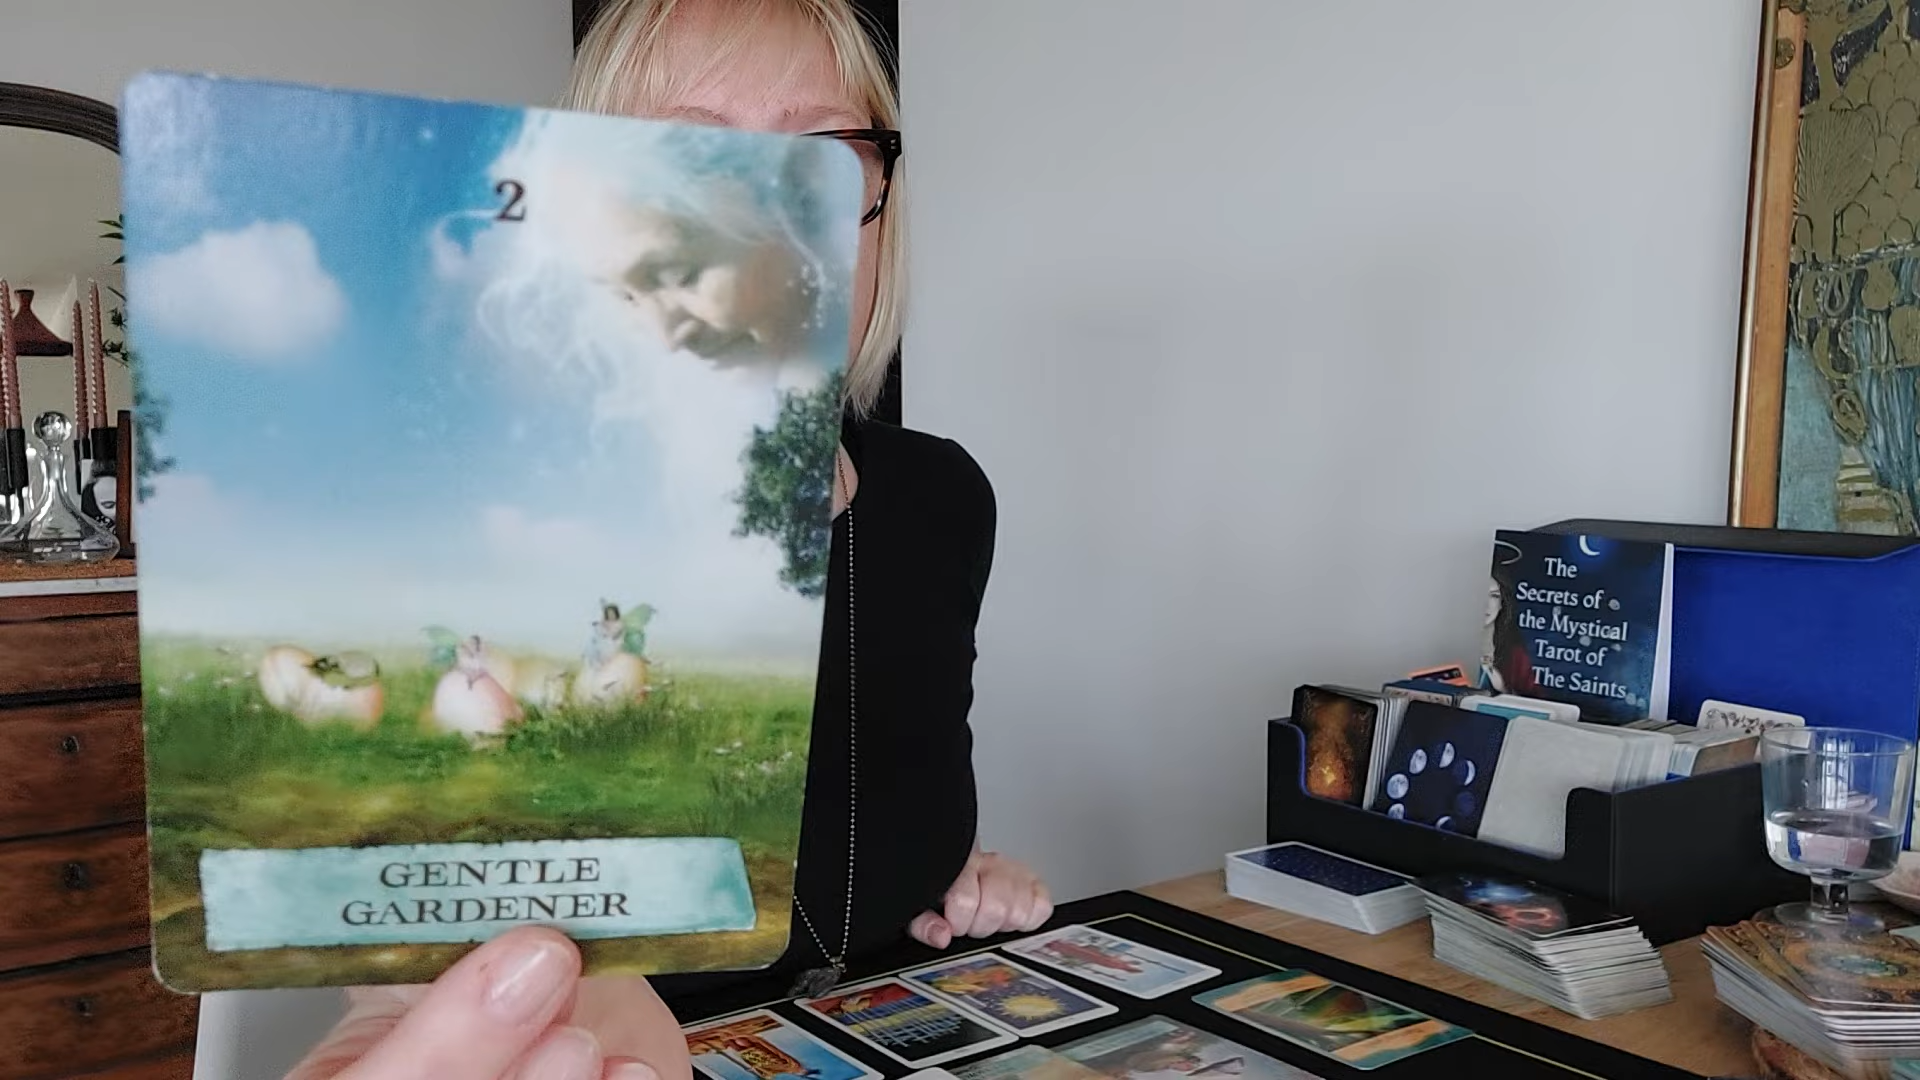 2
GENTLE
GARDENER
The
Secrets of
the Mystical
Tarot of
The Saints